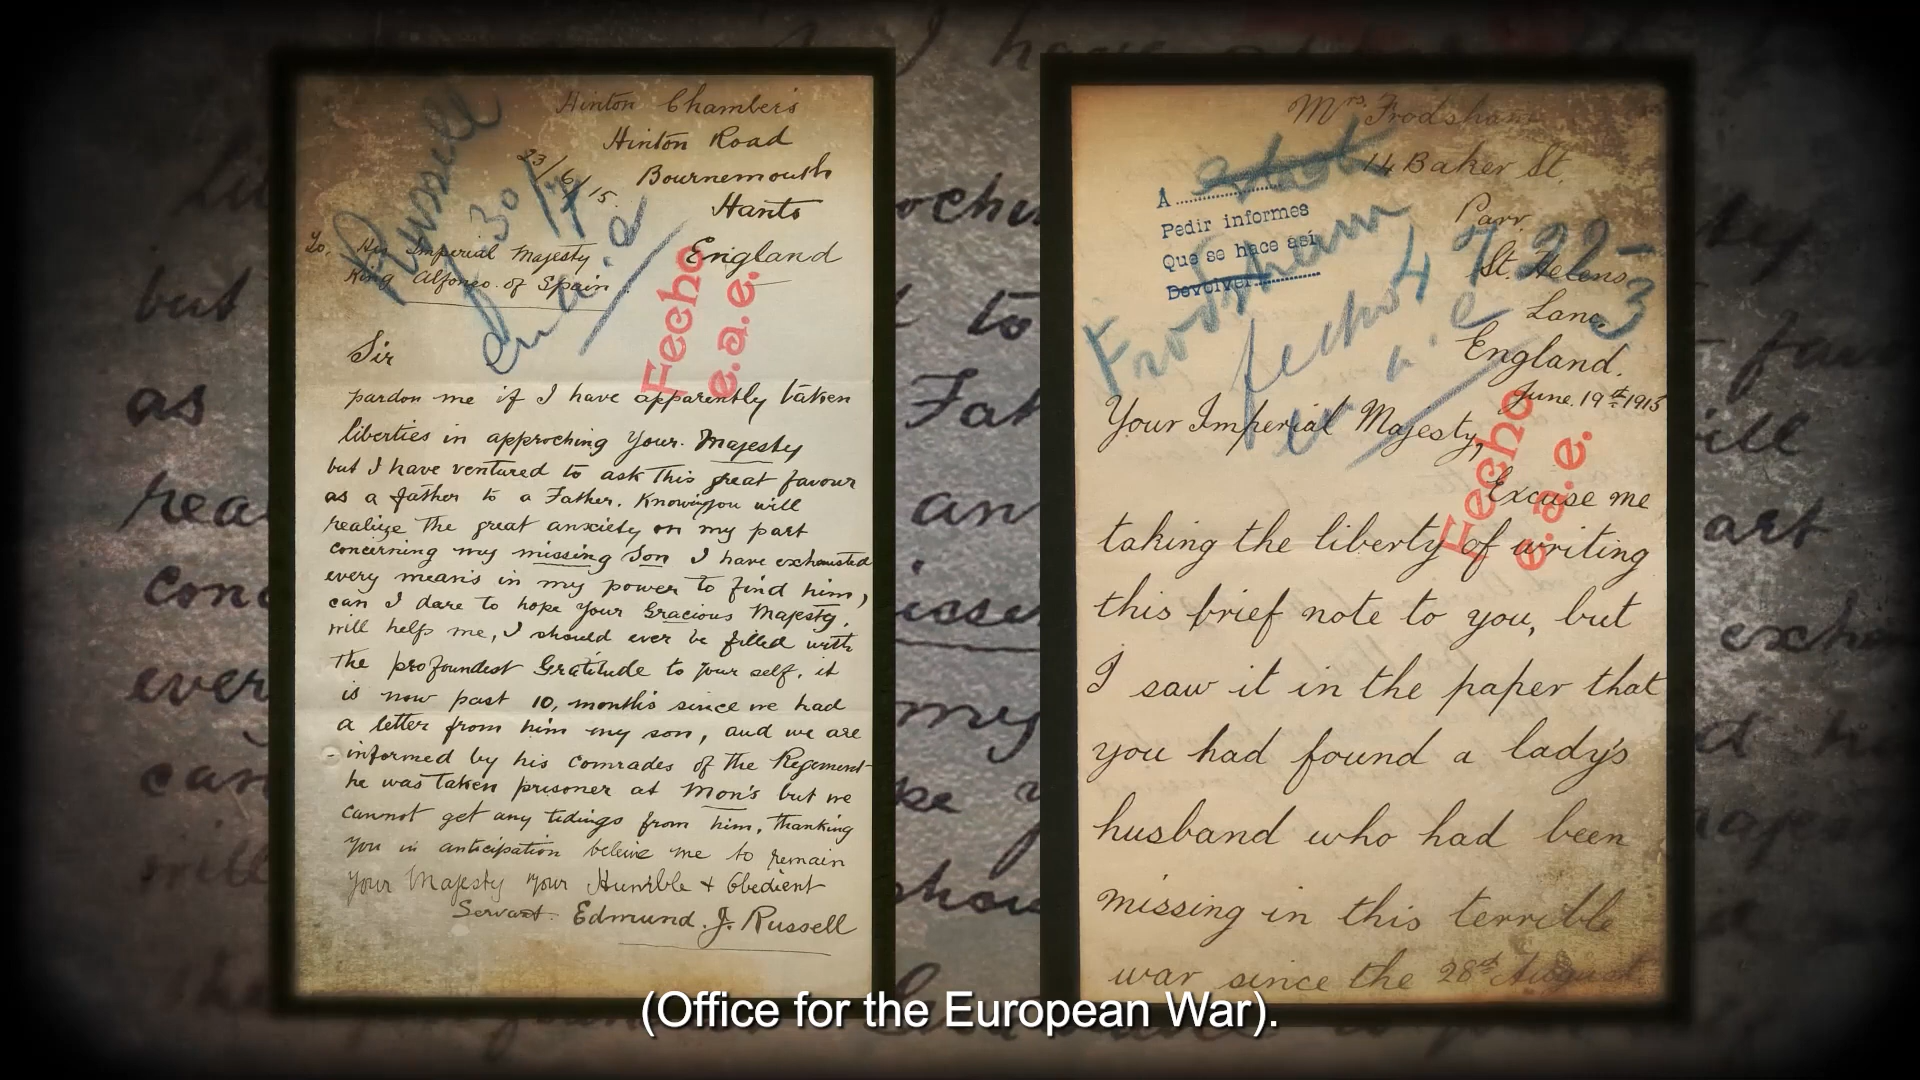 Hinton Chambers
Hinton Road
23/6/15.
Bournemouth
Hants
England
To. His Imperial Majesty
King Alfonso of Spain
Russell
30/7
Fecho
e.a.e.
Sir
pardon me if I have apparently taken
liberties in approching Your. Majesty
but I have ventured to ask This great favour
as a father to a Father. Knowing you will
realize The great anxiety on my part
concerning my missing Son I have exhausted
every means in my power to find him,
can I dare to hope your Gracious Majesty.
will help me, I should ever be filled with
The profoundest Gratitude to your self. it
is now past 10, months since we had
a letter from him my son, and we are
informed by his comrades of the Regiment
he was taken prisoner at Mon's but we
cannot get any tidings from him, Thanking
you in anticipation beleive me to remain
Your Majesty your Humble + Obedient
Servant. Edmund. J. Russell
Mrs. Frodsham
14 Baker St.
Parr.
St. Helens
Lanc.
England.
June. 19th 1915
A
Pedir informes
Que se hace así
Devolver
Frodsham
fecho
Fecho
e.a.e.
Your Imperial Majesty,
Excuse me
taking the liberty of writing
this brief note to you, but
I saw it in the paper that
you had found a lady's
husband who had been
missing in this terrible
war since the 28th August
(Office for the European War).